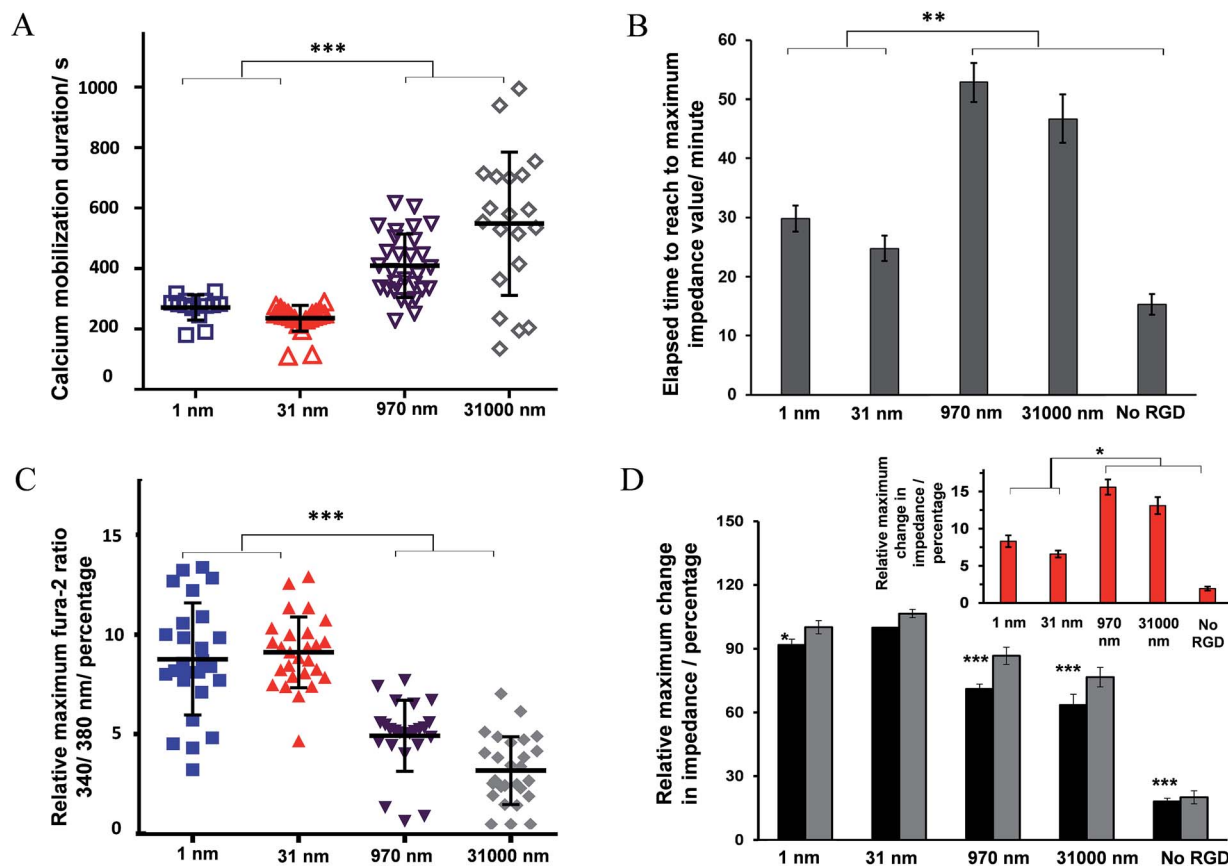 A
Calcium mobilization duration/ s
1000
800
600
400
200
0
***
1 nm
31 nm
970 nm
31000 nm
B
Elapsed time to reach to maximum
impedance value/ minute
60
50
40
30
20
10
0
**
1 nm
31 nm
970 nm
31000 nm
No RGD
C
Relative maximum fura-2 ratio
340/ 380 nm/ percentage
15
10
5
0
***
1 nm
31 nm
970 nm
31000 nm
D
Relative maximum change
in impedance / percentage
150
120
90
60
30
0
*
***
***
***
1 nm
31 nm
970 nm
31000 nm
No RGD
Relative maximum
change in
impedance /
percentage
15
10
5
0
*
1 nm
31 nm
970
nm
31000
nm
No
RGD